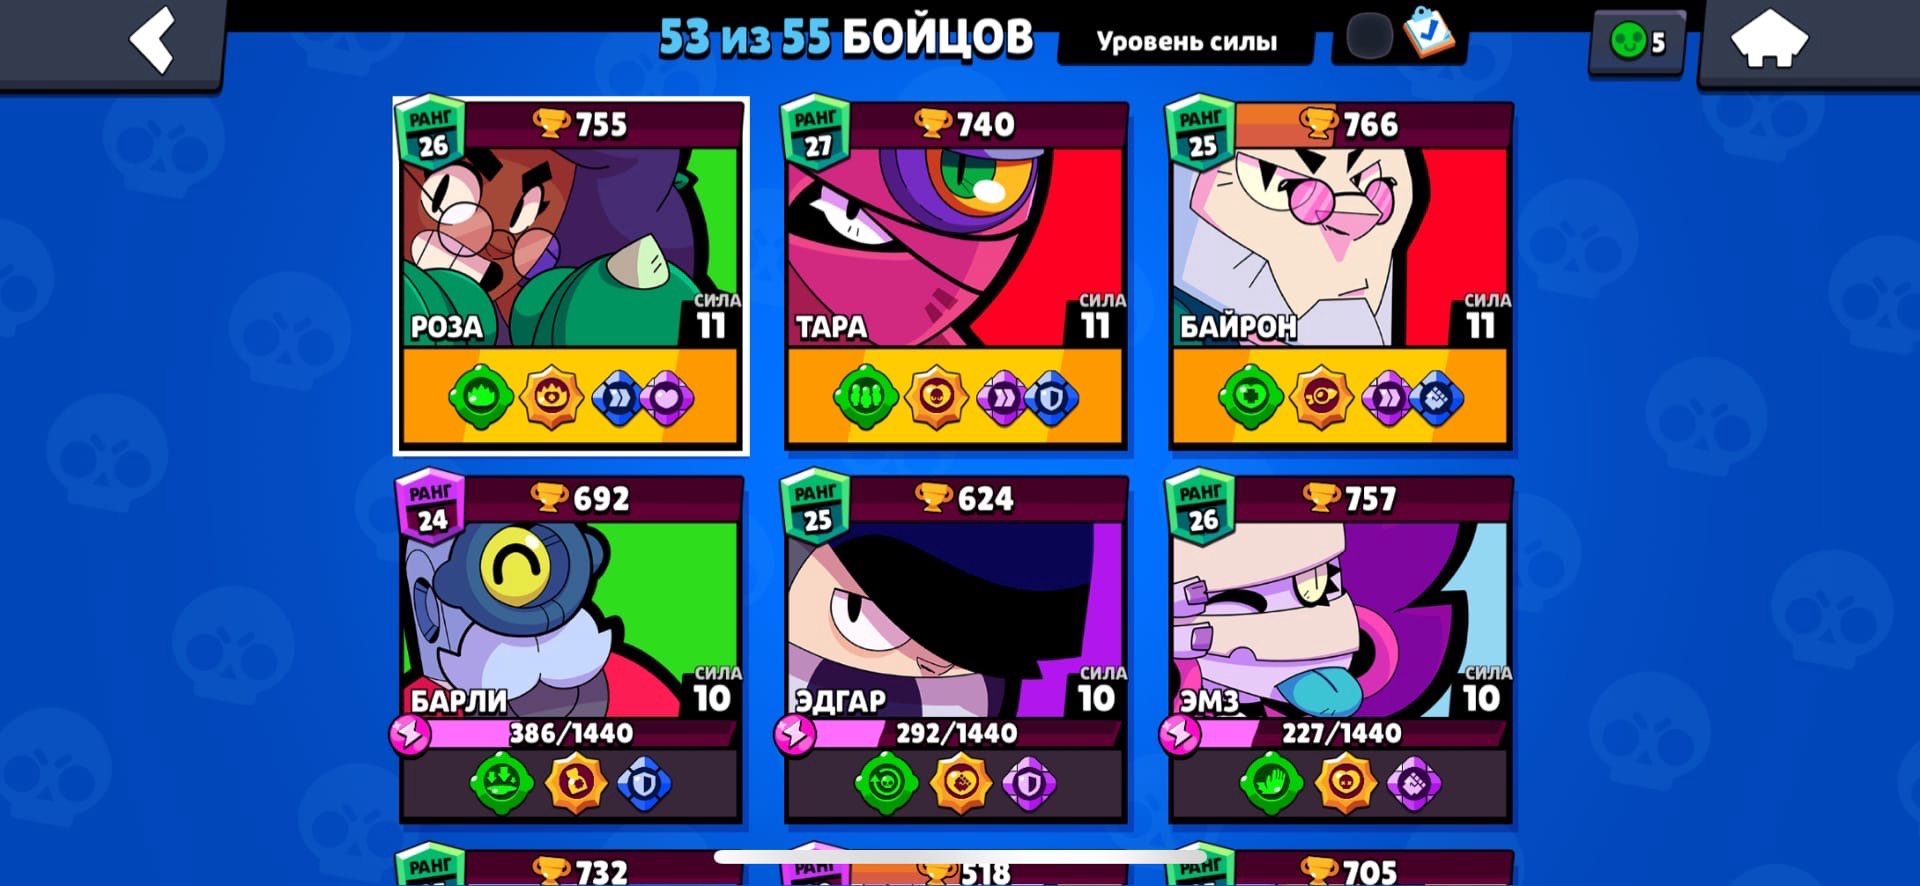 53 из 55 БОЙЦОВ
Уровень силы
5
РАНГ
26
755
РОЗА
СИЛА
11
РАНГ
27
740
ТАРА
СИЛА
11
РАНГ
25
766
БАЙРОН
СИЛА
11
РАНГ
24
692
БАРЛИ
СИЛА
10
386/1440
РАНГ
25
624
ЭДГАР
СИЛА
10
292/1440
РАНГ
26
757
ЭМЗ
СИЛА
10
227/1440
РАНГ
732
РАНГ
518
РАНГ
705